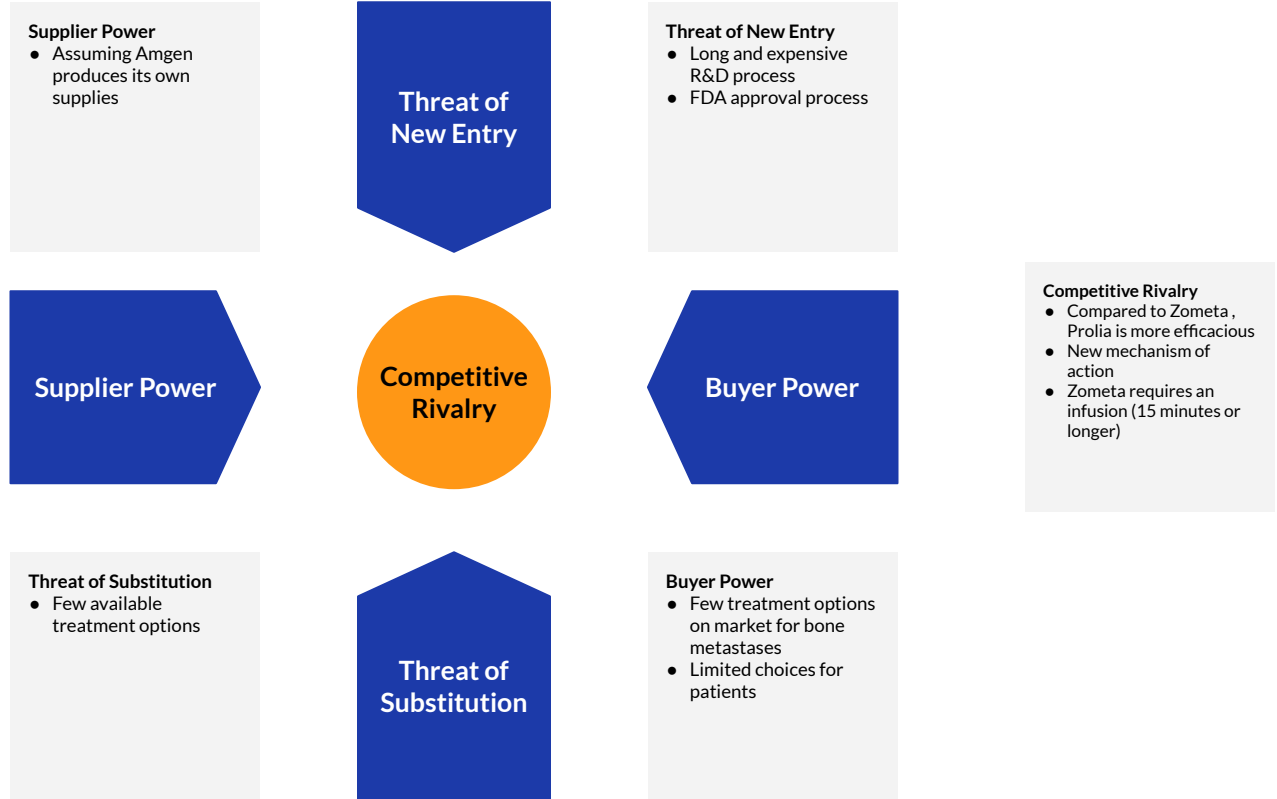 Supplier Power
● Assuming Amgen
produces its own
supplies
Threat of
New Entry
Threat of New Entry
● Long and expensive
R&D process
● FDA approval process
Supplier Power
Competitive
Rivalry
Buyer Power
Competitive Rivalry
● Compared to Zometa ,
Prolia is more efficacious
● New mechanism of
action
● Zometa requires an
infusion (15 minutes or
longer)
Threat of Substitution
● Few available
treatment options
Threat of
Substitution
Buyer Power
● Few treatment options
on market for bone
metastases
● Limited choices for
patients